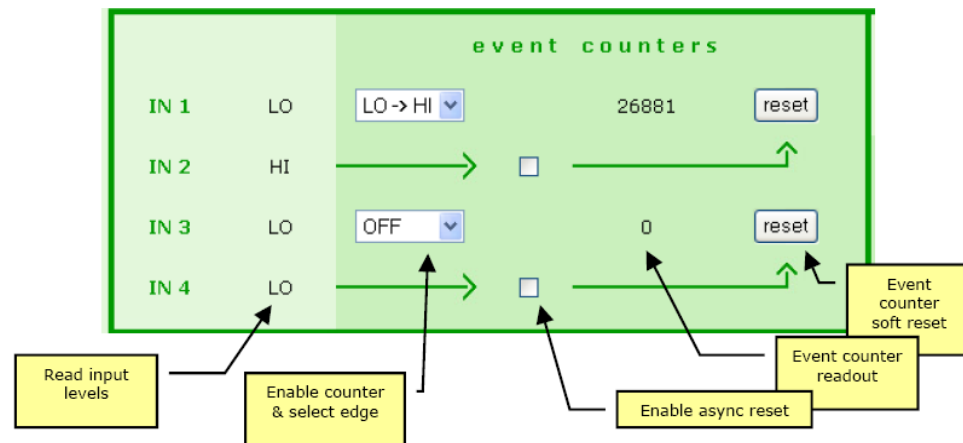 event counters
IN 1 LO LO -> HI 26881 reset
IN 2 HI
IN 3 LO OFF 0 reset
IN 4 LO
Event
counter
soft reset
Event counter
readout
Read input
levels
Enable counter
& select edge
Enable async reset